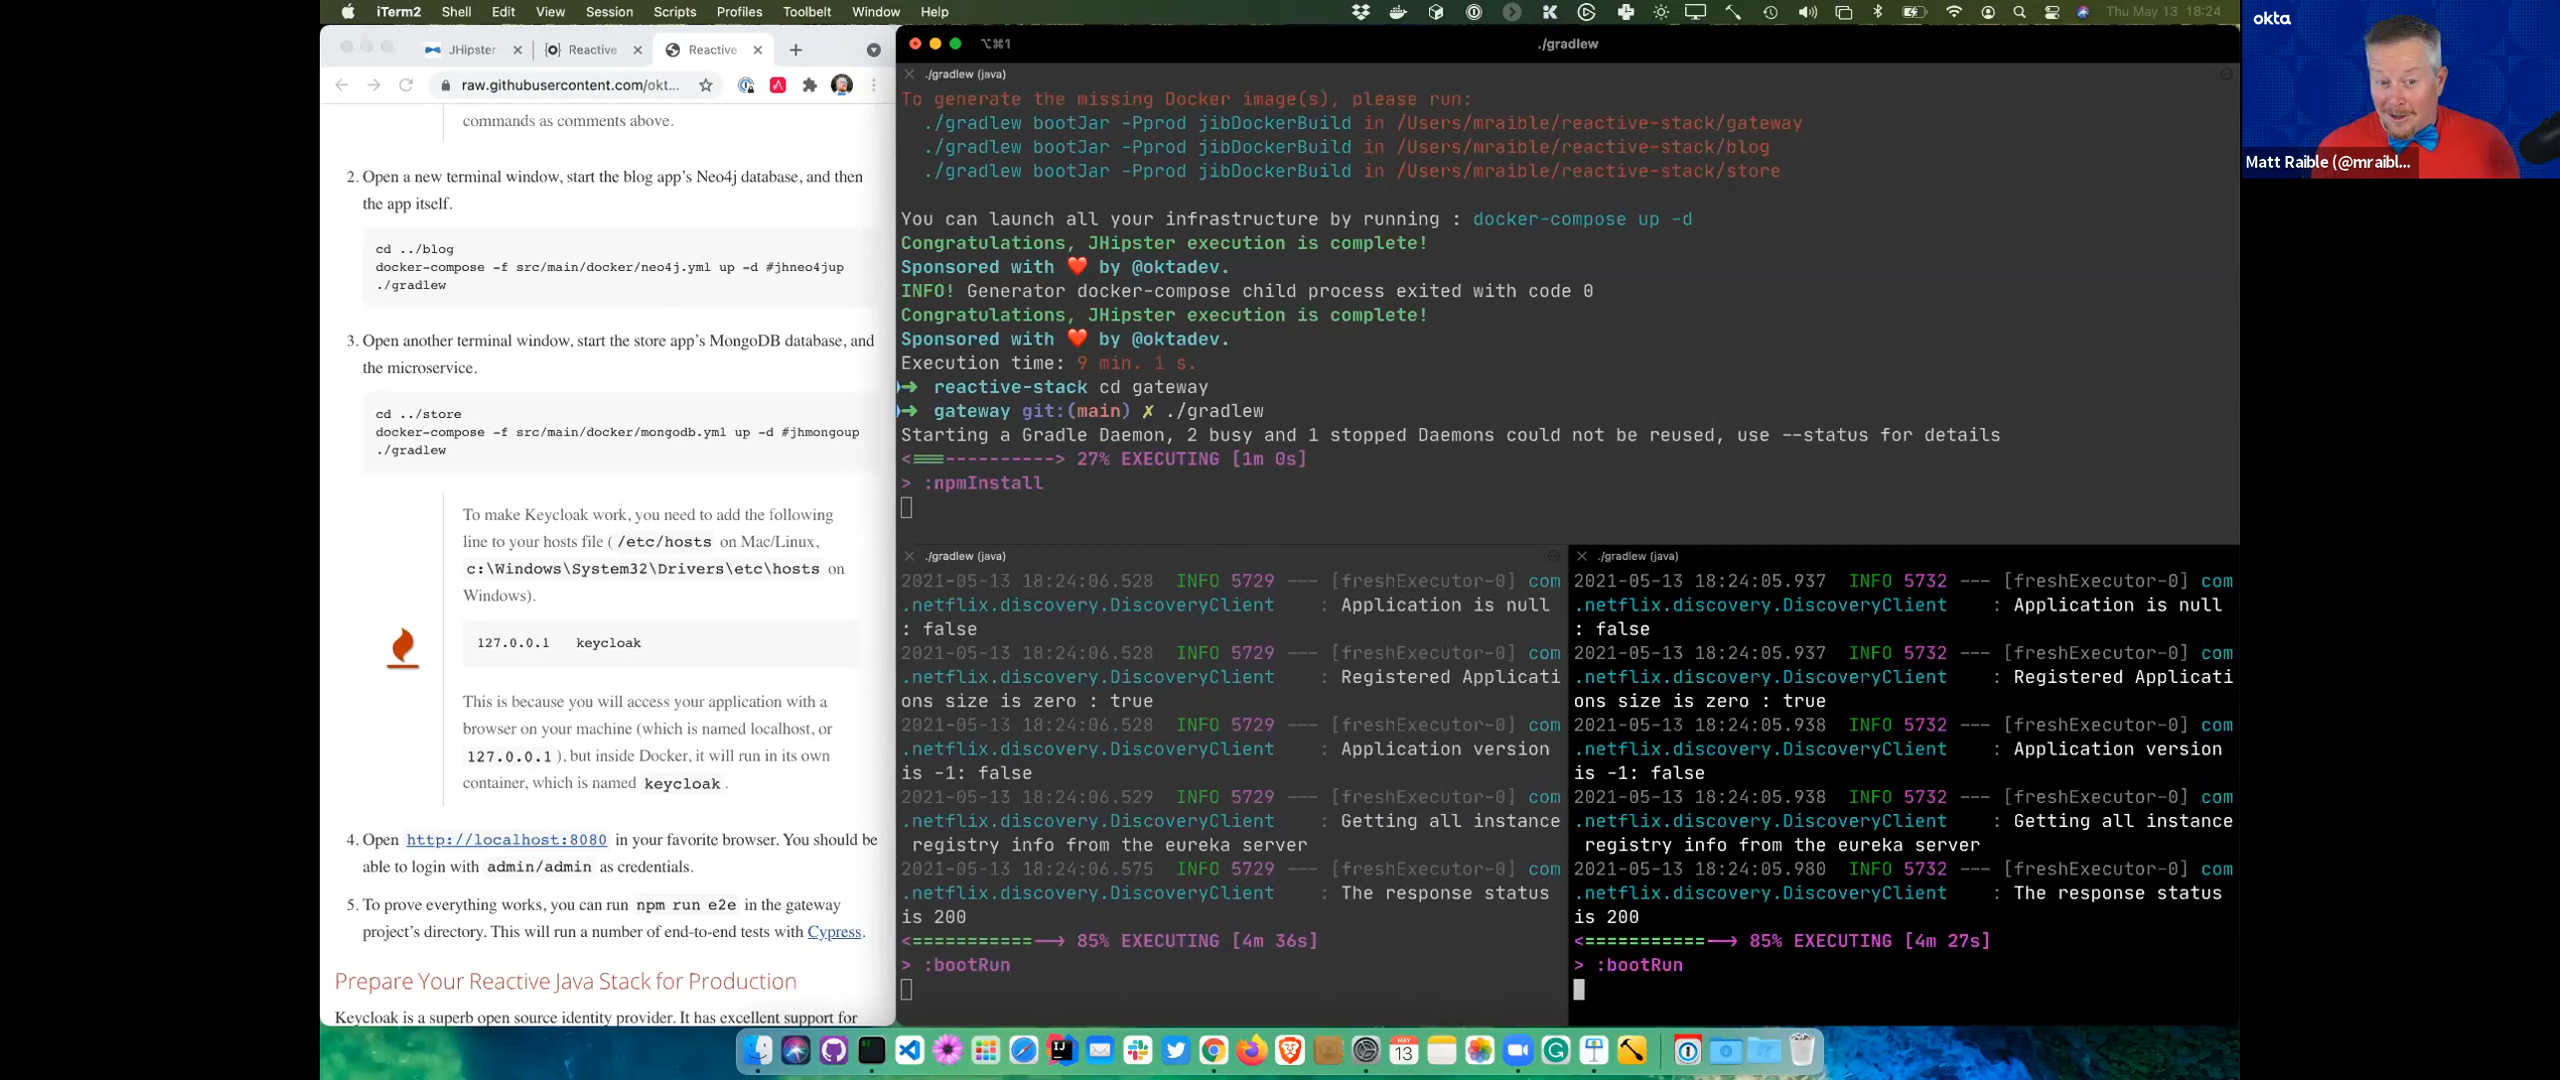 iTerm2 Shell Edit View Session Scripts Profiles Toolbelt Window Help
Thu May 13 18:24
JHipster
Reactive
Reactive
raw.githubusercontent.com/okt...
commands as comments above.
2. Open a new terminal window, start the blog app's Neo4j database, and then
the app itself.
cd ../blog
docker-compose -f src/main/docker/neo4j.yml up -d #jhneo4jup
./gradlew
3. Open another terminal window, start the store app's MongoDB database, and
the microservice.
cd ../store
docker-compose -f src/main/docker/mongodb.yml up -d #jhmongoup
./gradlew
To make Keycloak work, you need to add the following
line to your hosts file ( /etc/hosts on Mac/Linux,
c:\Windows\System32\Drivers\etc\hosts on
Windows).
127.0.0.1 keycloak
This is because you will access your application with a
browser on your machine (which is named localhost, or
127.0.0.1 ), but inside Docker, it will run in its own
container, which is named keycloak .
4. Open http://localhost:8080 in your favorite browser. You should be
able to login with admin/admin as credentials.
5. To prove everything works, you can run npm run e2e in the gateway
project's directory. This will run a number of end-to-end tests with Cypress.
Prepare Your Reactive Java Stack for Production
Keycloak is a superb open source identity provider. It has excellent support for
⌥⌘1
./gradlew
./gradlew (java)
To generate the missing Docker image(s), please run:
./gradlew bootJar -Pprod jibDockerBuild in /Users/mraible/reactive-stack/gateway
./gradlew bootJar -Pprod jibDockerBuild in /Users/mraible/reactive-stack/blog
./gradlew bootJar -Pprod jibDockerBuild in /Users/mraible/reactive-stack/store
You can launch all your infrastructure by running : docker-compose up -d
Congratulations, JHipster execution is complete!
Sponsored with ❤️ by @oktadev.
INFO! Generator docker-compose child process exited with code 0
Congratulations, JHipster execution is complete!
Sponsored with ❤️ by @oktadev.
Execution time: 9 min. 1 s.
➜ reactive-stack cd gateway
➜ gateway git:(main) ✗ ./gradlew
Starting a Gradle Daemon, 2 busy and 1 stopped Daemons could not be reused, use --status for details
<===----------> 27% EXECUTING [1m 0s]
> :npmInstall
./gradlew (java)
2021-05-13 18:24:06.528 INFO 5729 --- [freshExecutor-0] com
.netflix.discovery.DiscoveryClient : Application is null
: false
2021-05-13 18:24:06.528 INFO 5729 --- [freshExecutor-0] com
.netflix.discovery.DiscoveryClient : Registered Applicati
ons size is zero : true
2021-05-13 18:24:06.528 INFO 5729 --- [freshExecutor-0] com
.netflix.discovery.DiscoveryClient : Application version
is -1: false
2021-05-13 18:24:06.529 INFO 5729 --- [freshExecutor-0] com
.netflix.discovery.DiscoveryClient : Getting all instance
registry info from the eureka server
2021-05-13 18:24:06.575 INFO 5729 --- [freshExecutor-0] com
.netflix.discovery.DiscoveryClient : The response status
is 200
<===========--> 85% EXECUTING [4m 36s]
> :bootRun
./gradlew (java)
2021-05-13 18:24:05.937 INFO 5732 --- [freshExecutor-0] com
.netflix.discovery.DiscoveryClient : Application is null
: false
2021-05-13 18:24:05.937 INFO 5732 --- [freshExecutor-0] com
.netflix.discovery.DiscoveryClient : Registered Applicati
ons size is zero : true
2021-05-13 18:24:05.938 INFO 5732 --- [freshExecutor-0] com
.netflix.discovery.DiscoveryClient : Application version
is -1: false
2021-05-13 18:24:05.938 INFO 5732 --- [freshExecutor-0] com
.netflix.discovery.DiscoveryClient : Getting all instance
registry info from the eureka server
2021-05-13 18:24:05.980 INFO 5732 --- [freshExecutor-0] com
.netflix.discovery.DiscoveryClient : The response status
is 200
<===========--> 85% EXECUTING [4m 27s]
> :bootRun
okta
Matt Raible (@mraibl...
MAY
13